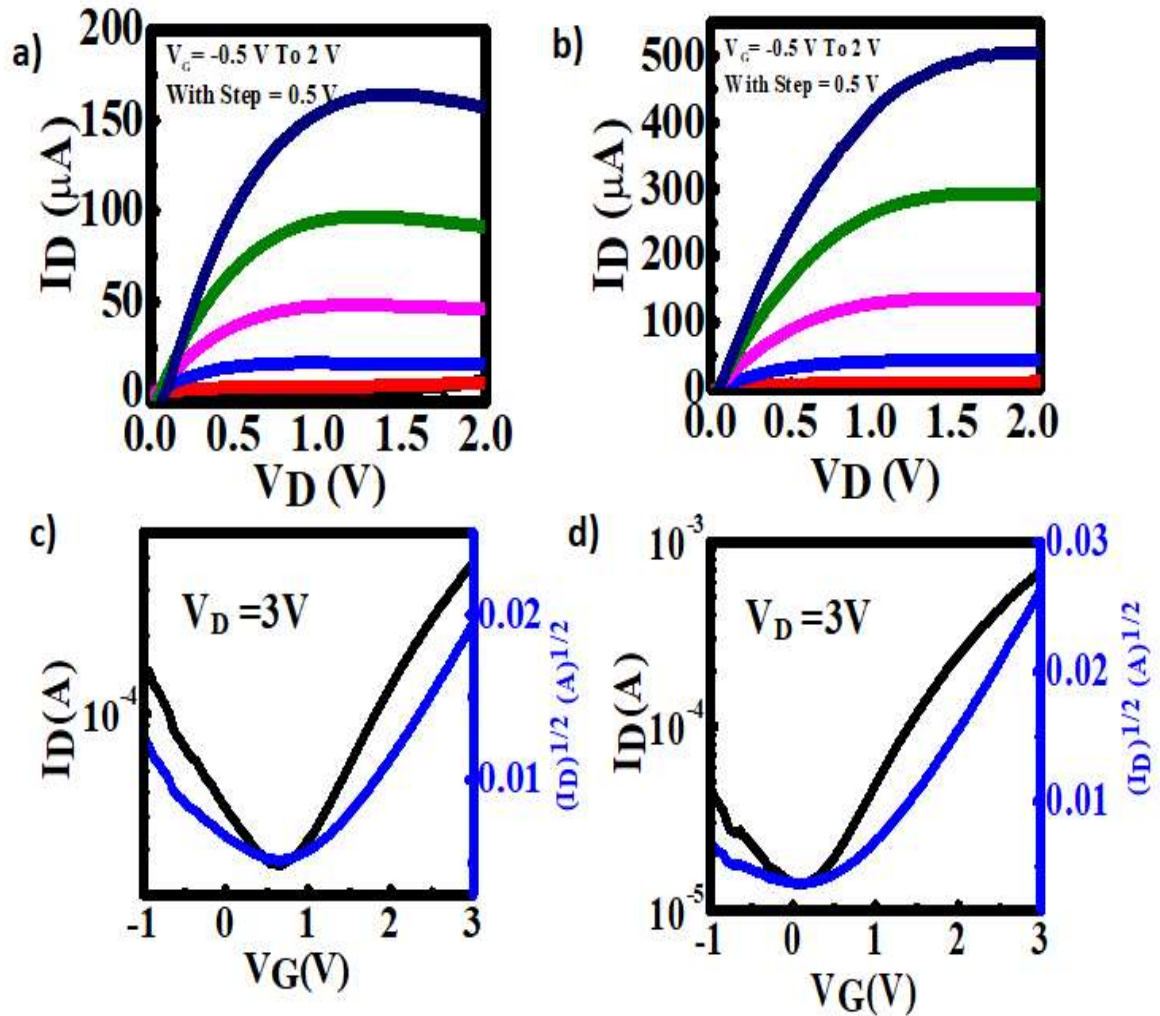 a)
V_G= -0.5 V To 2 V
With Step = 0.5 V
I_D (μA)
200
150
100
50
0
0.0 0.5 1.0 1.5 2.0
V_D (V)
b)
V_G= -0.5 V To 2 V
With Step = 0.5 V
I_D (μA)
500
400
300
200
100
0
0.0 0.5 1.0 1.5 2.0
V_D (V)
c)
V_D =3V
I_D(A)
10^-4
0.02
0.01
(I_D)^1/2 (A)^1/2
-1 0 1 2 3
VG(V)
d)
V_D =3V
I_D(A)
10^-3
10^-4
10^-5
0.03
0.02
0.01
(I_D)^1/2 (A)^1/2
-1 0 1 2 3
VG(V)